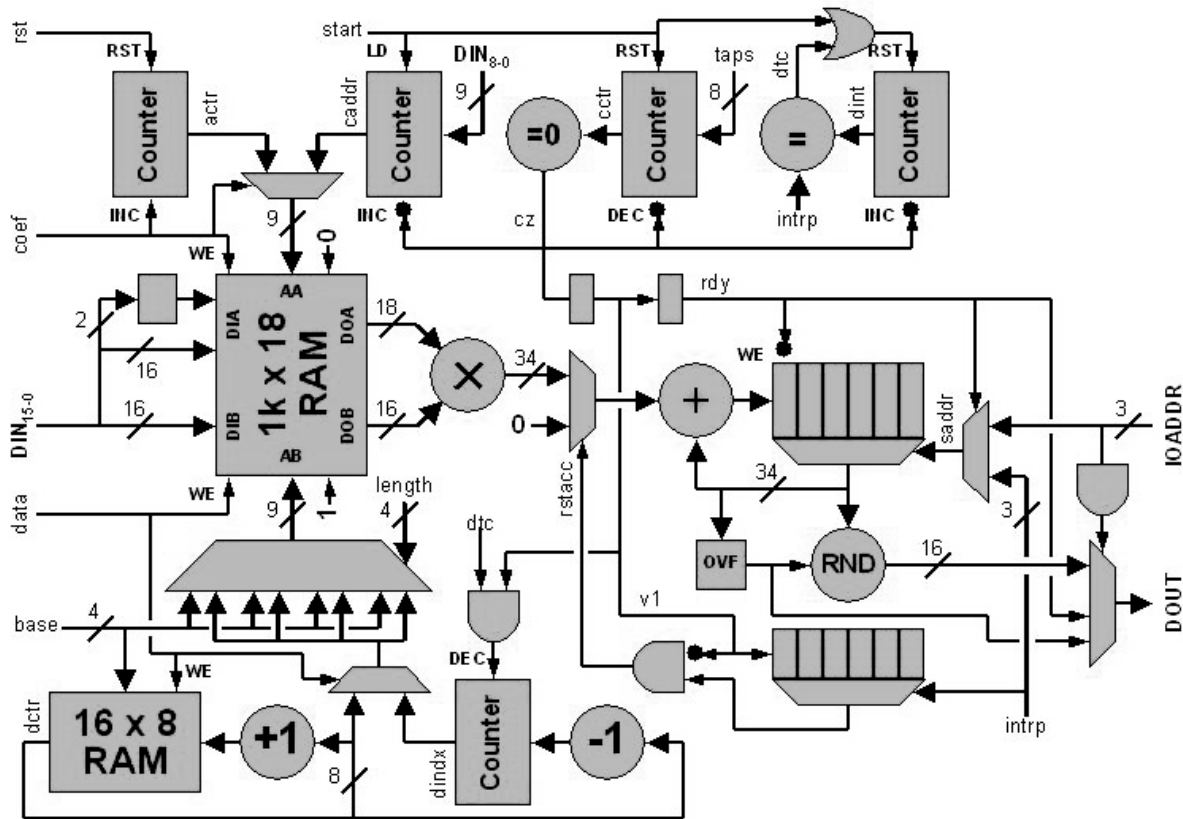 rst
start
RST
LD
DIN8-0
RST
taps
RST
9
8
dtc
Counter
actr
caddr
Counter
=0
cctr
Counter
=
dint
Counter
INC
INC
DEC
intrp
INC
coef
9
cz
WE
0
rdy
AA
2
DIA
1k x 18
RAM
DOA
18
16
X
34
WE
+
DIN15-0
16
DIB
DOB
16
0
saddr
3
IOADDR
AB
data
WE
9
1
length
4
rstacc
34
3
dtc
OVF
RND
16
DOUT
base
4
v1
WE
DEC
dctr
16 x 8
RAM
+1
8
dindx
Counter
-1
intrp